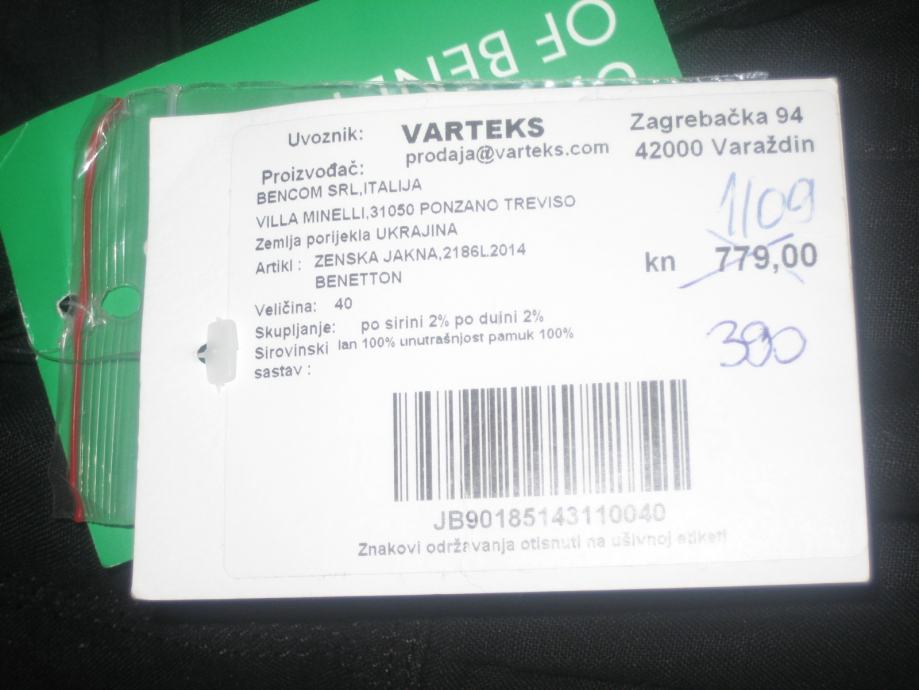 OF BENE
Uvoznik: VARTEKS
prodaja@varteks.com
Zagrebačka 94
42000 Varaždin
Proizvođač:
BENCOM SRL,ITALIJA
VILLA MINELLI,31050 PONZANO TREVISO
Zemlja porijekla UKRAJINA
Artikl : ZENSKA JAKNA,2186L.2014
BENETTON
1/09
kn 779,00
Veličina: 40
Skupljanje: po sirini 2% po duini 2%
Sirovinski lan 100% unutrašnjost pamuk 100%
sastav :
390
JB90185143110040
Znakovi održavanja otisnuti na ušivnoj etiketi